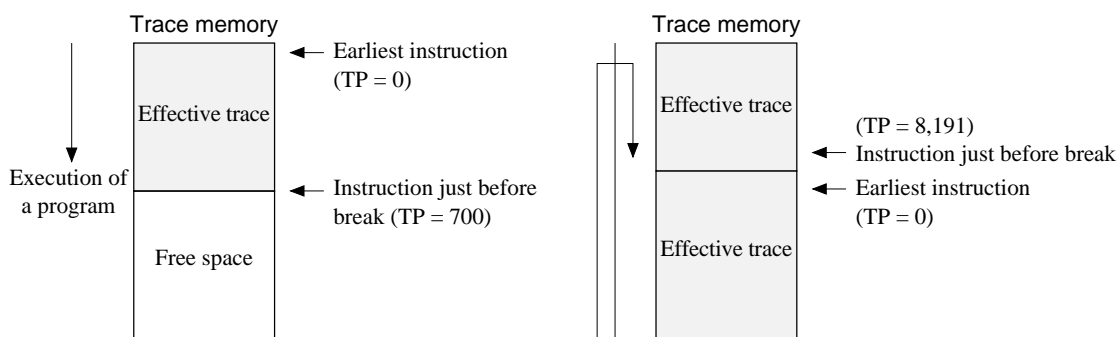 Trace memory
Earliest instruction
(TP = 0)
Effective trace
Execution of
a program
Instruction just before
break (TP = 700)
Free space
Trace memory
Effective trace
(TP = 8,191)
Instruction just before break
Earliest instruction
(TP = 0)
Effective trace